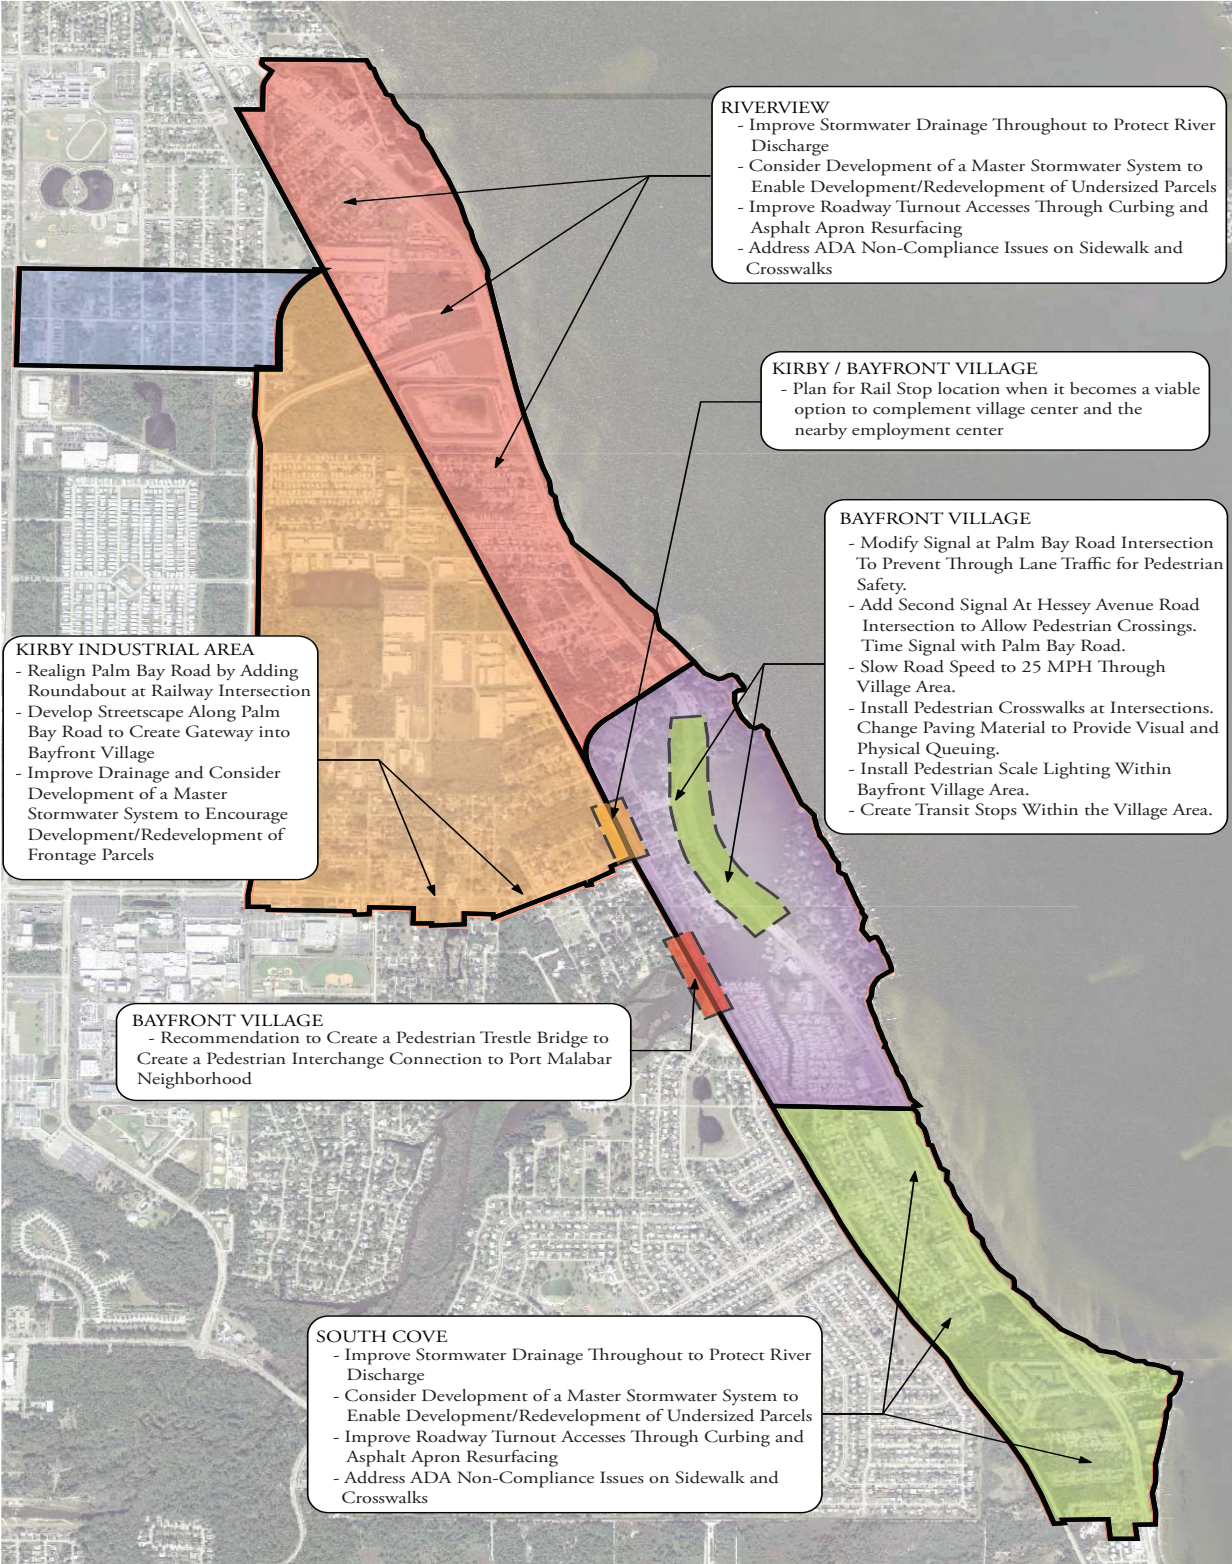 RIVERVIEW
- Improve Stormwater Drainage Throughout to Protect River
Discharge
- Consider Development of a Master Stormwater System to
Enable Development/Redevelopment of Undersized Parcels
- Improve Roadway Turnout Accesses Through Curbing and
Asphalt Apron Resurfacing
- Address ADA Non-Compliance Issues on Sidewalk and
Crosswalks
KIRBY / BAYFRONT VILLAGE
- Plan for Rail Stop location when it becomes a viable
option to complement village center and the
nearby employment center
BAYFRONT VILLAGE
- Modify Signal at Palm Bay Road Intersection
To Prevent Through Lane Traffic for Pedestrian
Safety.
- Add Second Signal At Hessey Avenue Road
Intersection to Allow Pedestrian Crossings.
Time Signal with Palm Bay Road.
- Slow Road Speed to 25 MPH Through
Village Area.
- Install Pedestrian Crosswalks at Intersections.
Change Paving Material to Provide Visual and
Physical Queuing.
- Install Pedestrian Scale Lighting Within
Bayfront Village Area.
- Create Transit Stops Within the Village Area.
KIRBY INDUSTRIAL AREA
- Realign Palm Bay Road by Adding
Roundabout at Railway Intersection
- Develop Streetscape Along Palm
Bay Road to Create Gateway into
Bayfront Village
- Improve Drainage and Consider
Development of a Master
Stormwater System to Encourage
Development/Redevelopment of
Frontage Parcels
BAYFRONT VILLAGE
- Recommendation to Create a Pedestrian Trestle Bridge to
Create a Pedestrian Interchange Connection to Port Malabar
Neighborhood
SOUTH COVE
- Improve Stormwater Drainage Throughout to Protect River
Discharge
- Consider Development of a Master Stormwater System to
Enable Development/Redevelopment of Undersized Parcels
- Improve Roadway Turnout Accesses Through Curbing and
Asphalt Apron Resurfacing
- Address ADA Non-Compliance Issues on Sidewalk and
Crosswalks